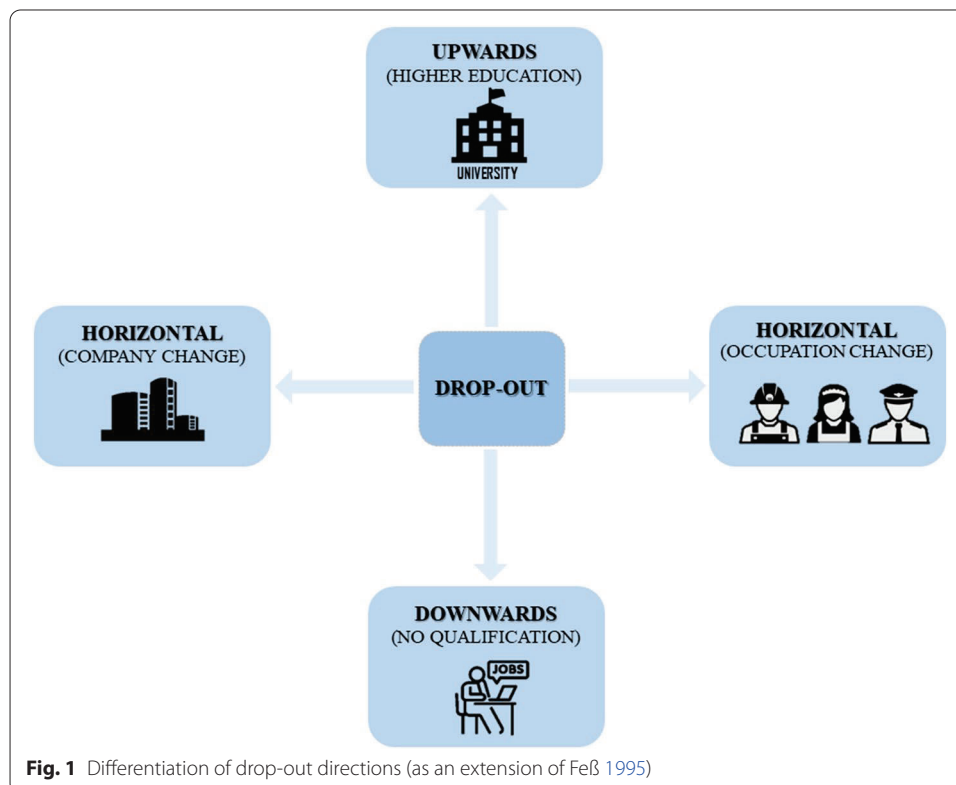 UPWARDS
(HIGHER EDUCATION)
UNIVERSITY
HORIZONTAL
(COMPANY CHANGE)
DROP-OUT
HORIZONTAL
(OCCUPATION CHANGE)
DOWNWARDS
(NO QUALIFICATION)
JOBS
Fig. 1 Differentiation of drop-out directions (as an extension of Feß 1995)